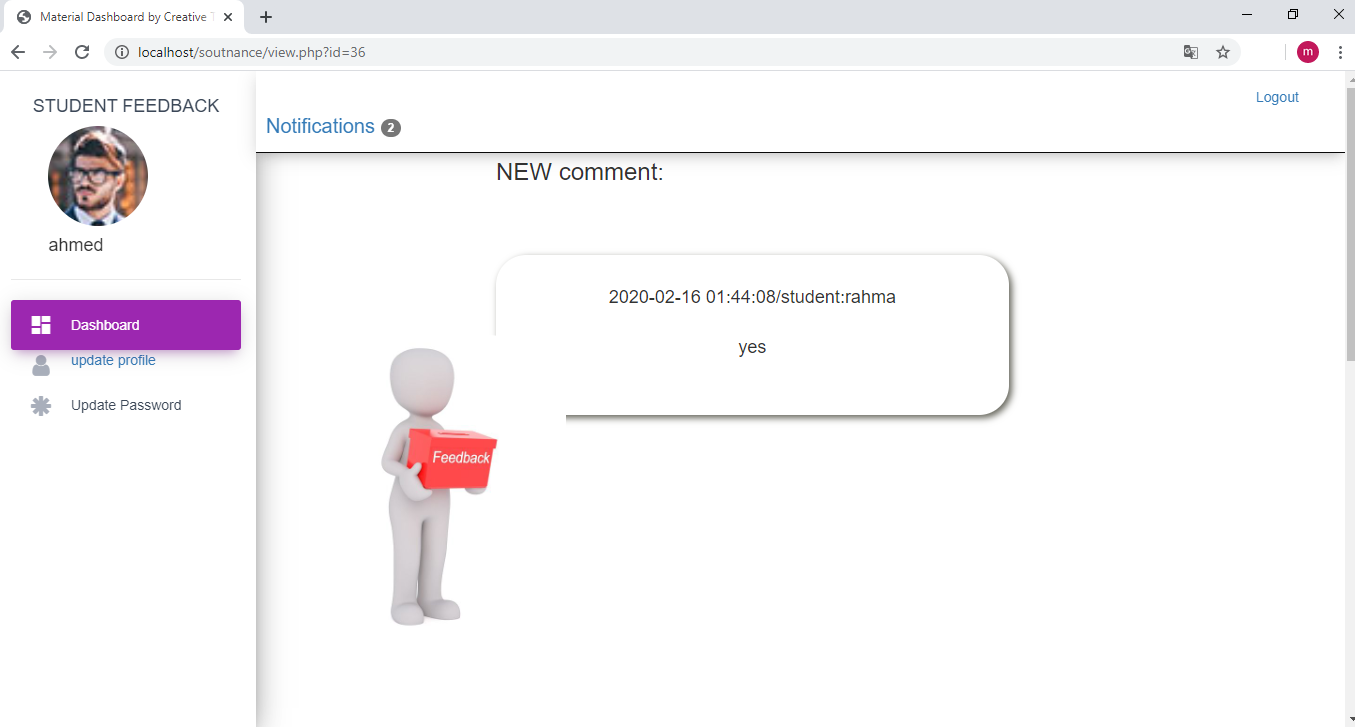 Material Dashboard by Creative T
localhost/soutnance/view.php?id=36
m
STUDENT FEEDBACK
ahmed
Dashboard
update profile
Update Password
Logout
Notifications 2
NEW comment:
2020-02-16 01:44:08/student:rahma
yes
Feedback